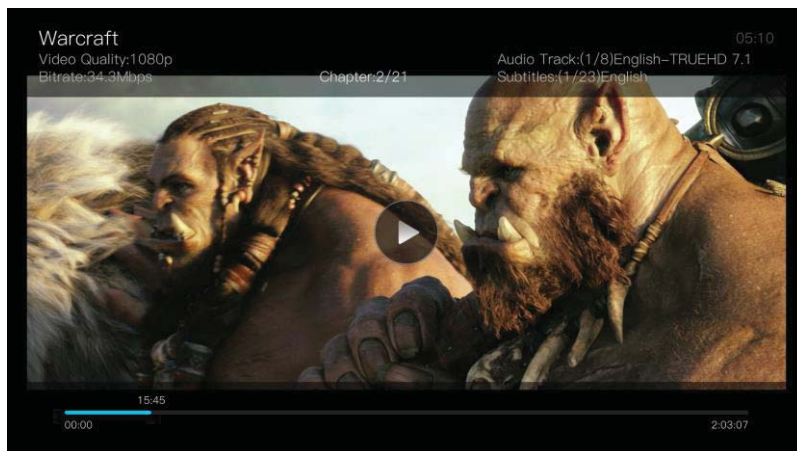 Warcraft
05:10
Video Quality:1080p
Audio Track:(1/8)English-TRUEHD 7.1
Bitrate:34.3Mbps
Chapter:2/21
Subtitles:(1/23)English
15:45
00:00
2:03:07